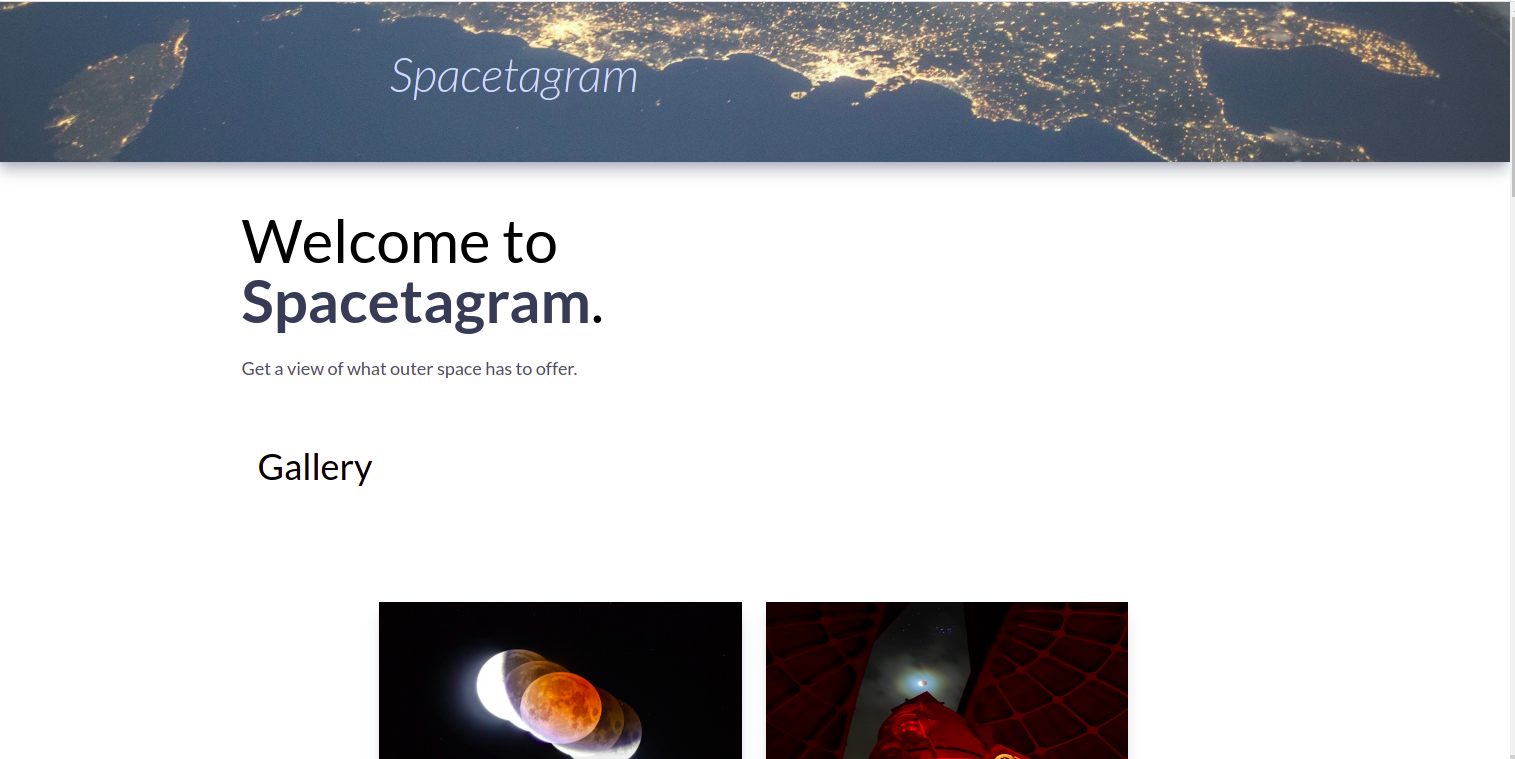 Spacetagram
Welcome to
Spacetagram.
Get a view of what outer space has to offer.
Gallery